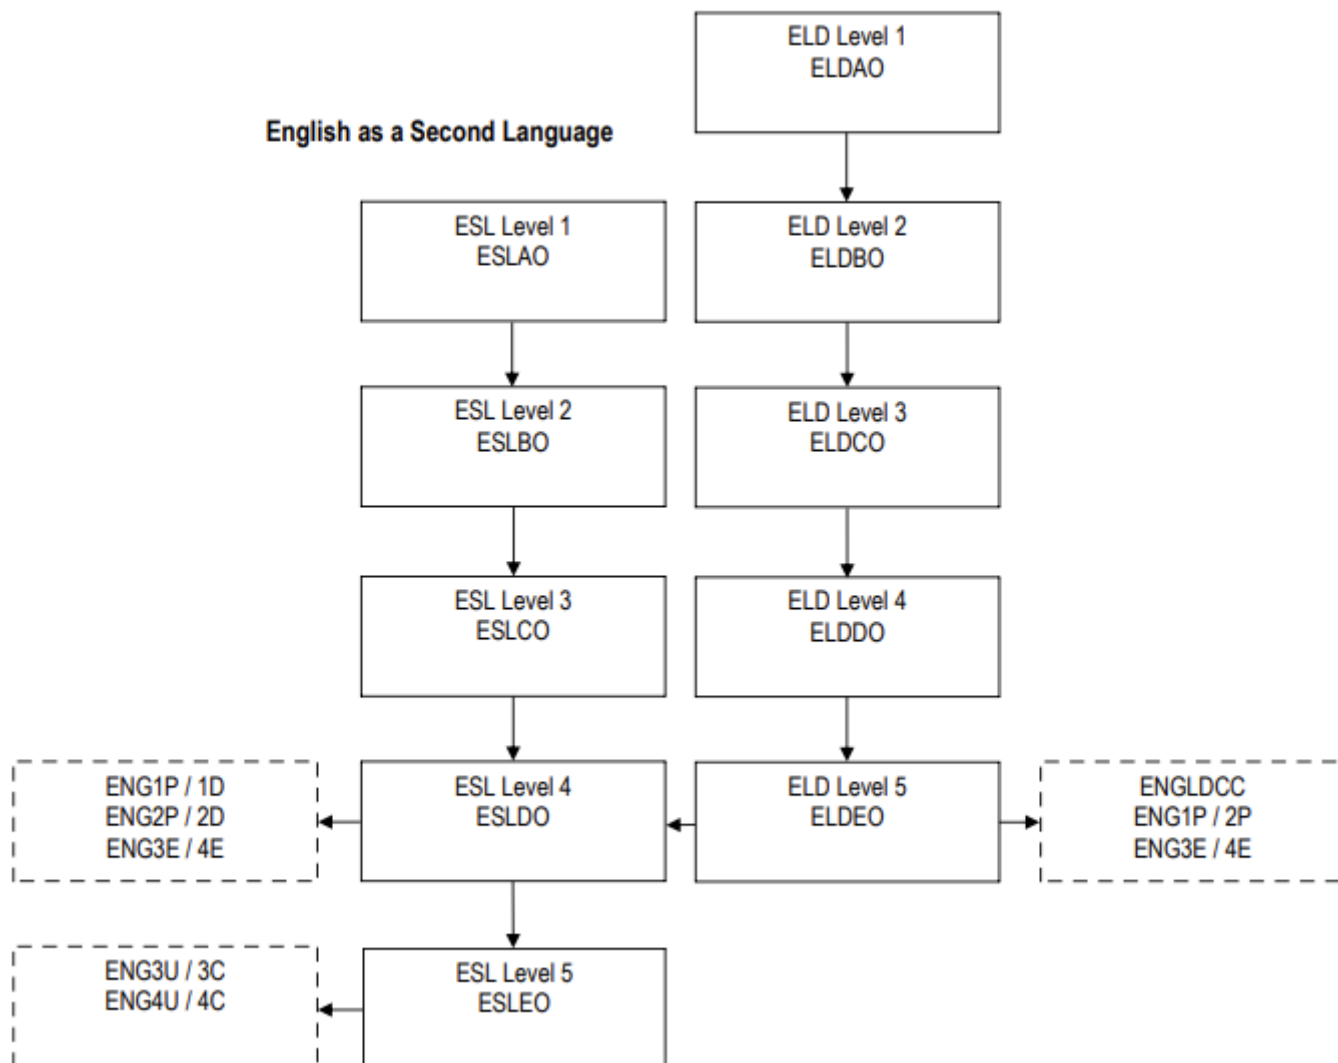 ELD Level 1
ELDAO
English as a Second Language
ESL Level 1
ESLAO
ELD Level 2
ELDBO
ESL Level 2
ESLBO
ELD Level 3
ELDCO
ESL Level 3
ESLCO
ELD Level 4
ELDDO
ENG1P / 1D
ENG2P / 2D
ENG3E / 4E
ESL Level 4
ESLDO
ELD Level 5
ELDEO
ENGLDCC
ENG1P / 2P
ENG3E / 4E
ENG3U / 3C
ENG4U / 4C
ESL Level 5
ESLEO